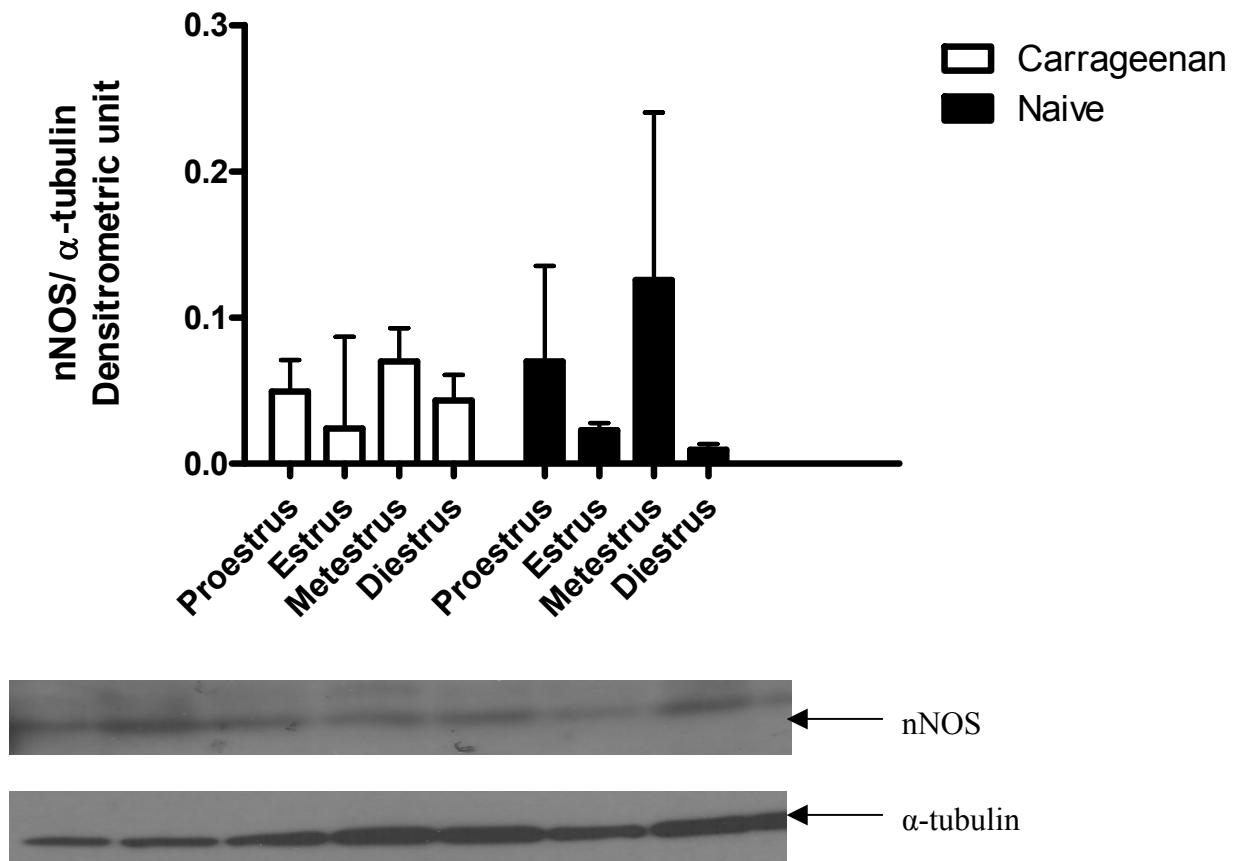 nNOS/ α-tubulin
Densitrometric unit
0.3
0.2
0.1
0.0
Carrageenan
Naive
Proestrus
Estrus
Metestrus
Diestrus
Proestrus
Estrus
Metestrus
Diestrus
nNOS
α-tubulin